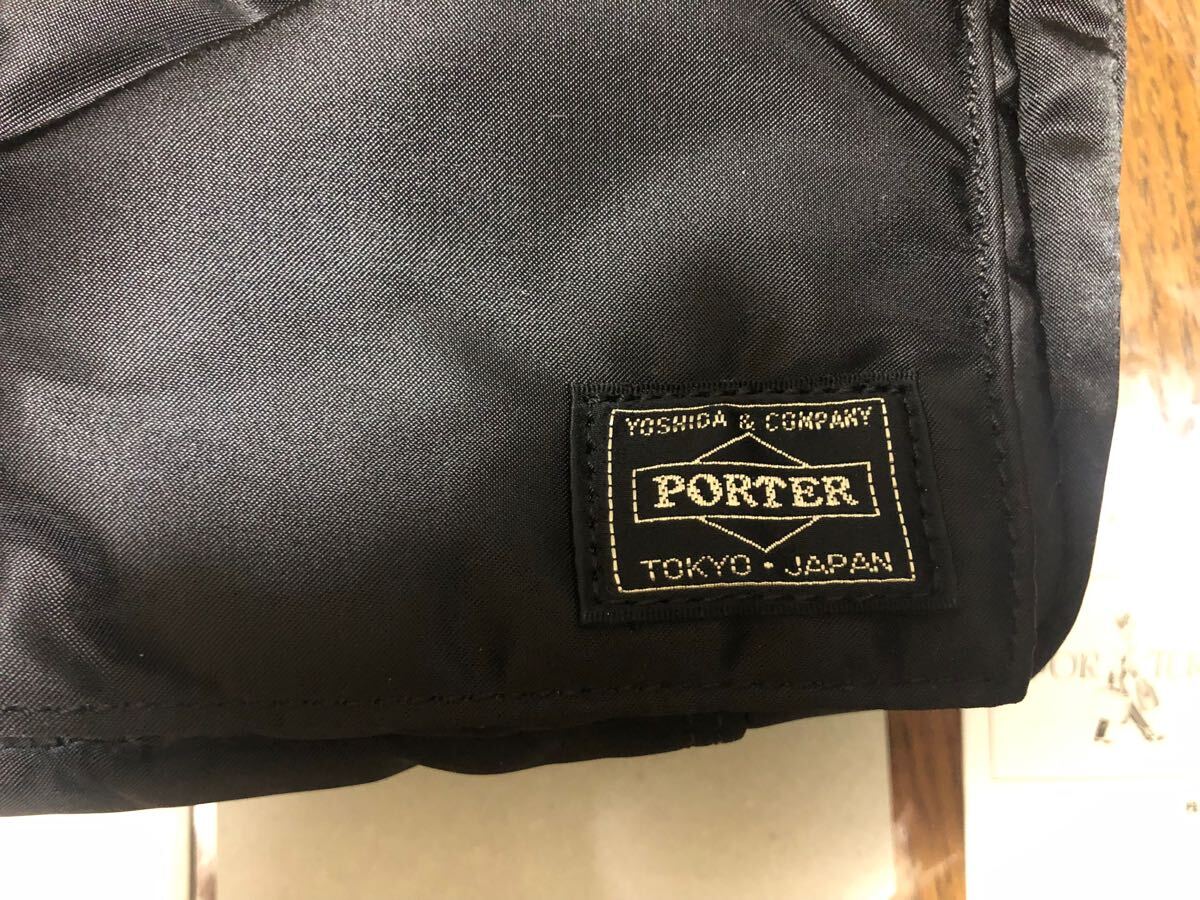 YOSHIDA & COMPANY
PORTER
TOKYO • JAPAN